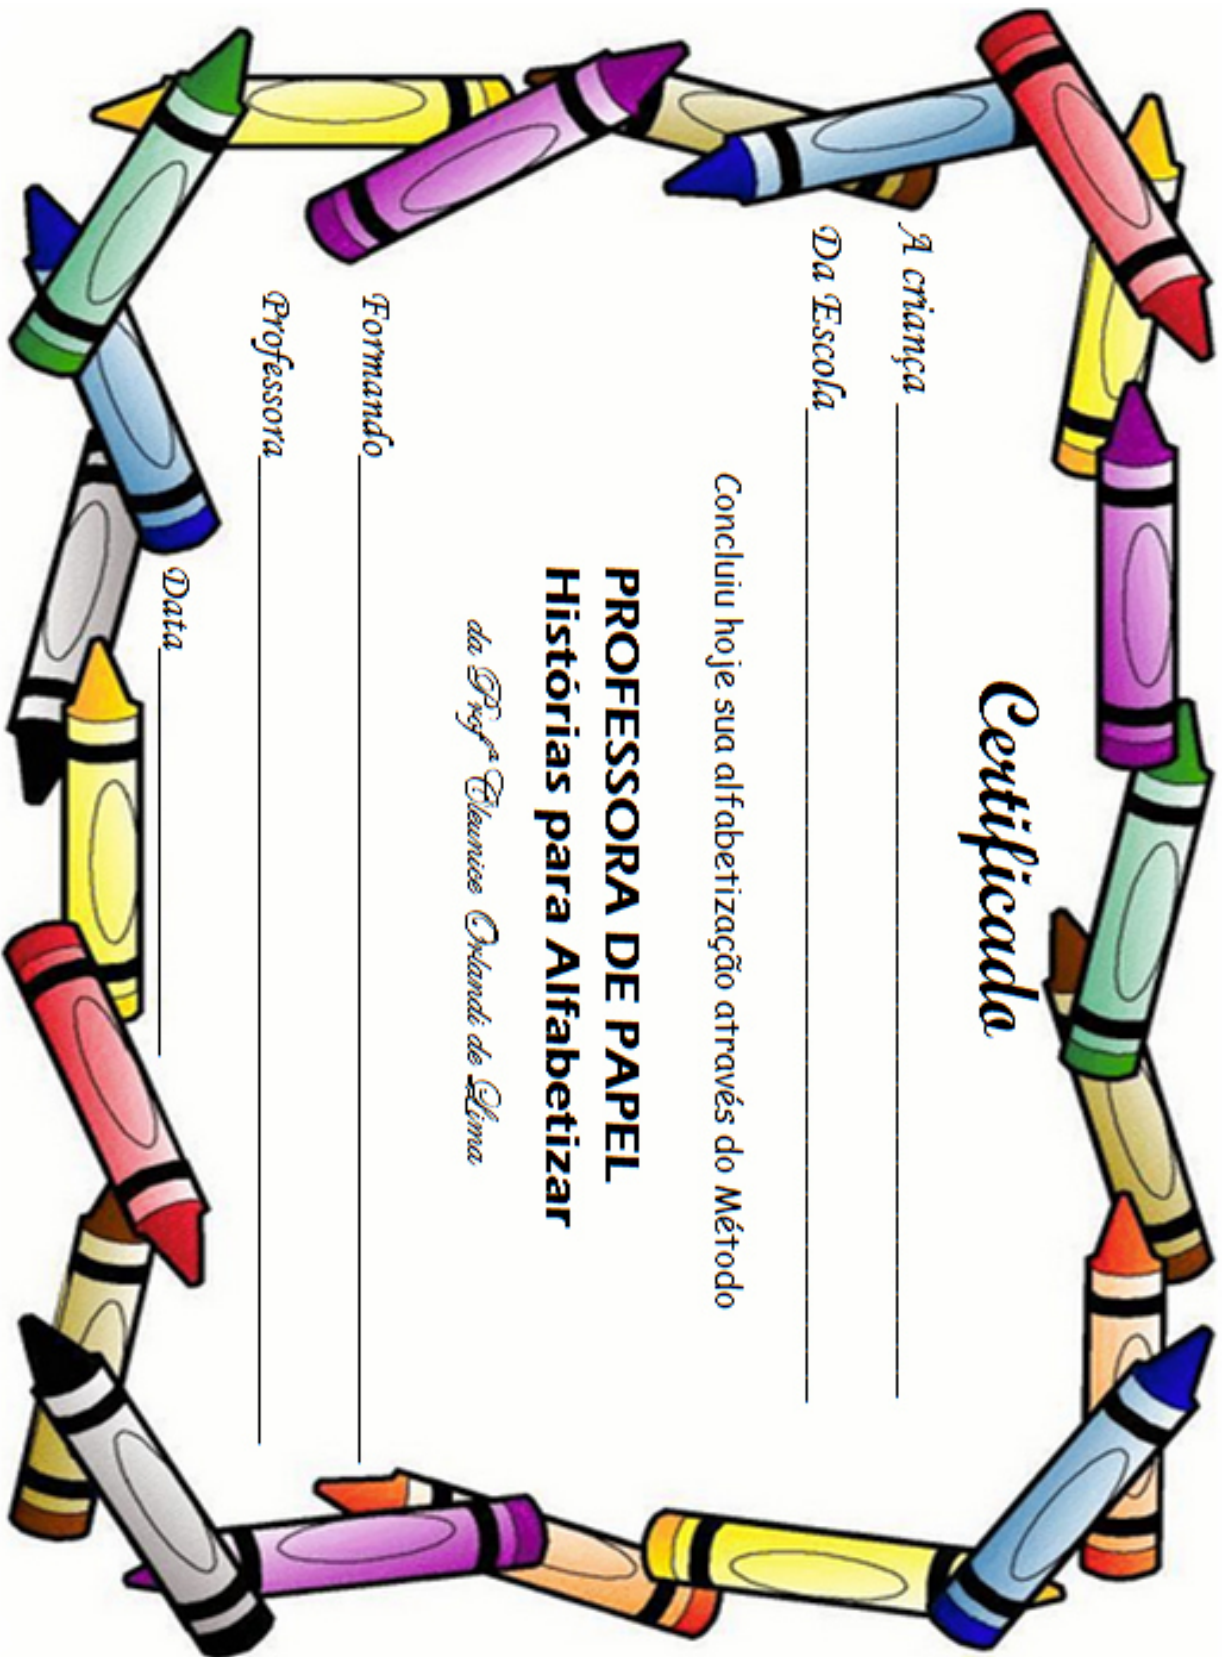 Certificado
A criança
Da Escola
Concluiu hoje sua alfabetização através do Método
PROFESSORA DE PAPEL
Histórias para Alfabetizar
da Profª Cleunice Orlandi de Lima
Formando
Professora
Data